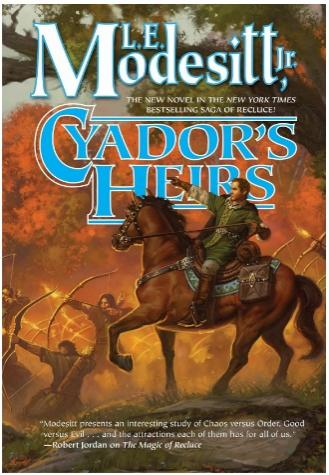 L.E.
Modesitt, Jr.
THE NEW NOVEL IN THE NEW YORK TIMES
BESTSELLING SAGA OF RECLUCE!
CYADOR'S
HEIRS
"Modesitt presents an interesting study of Chaos versus Order, Good
versus Evil . . . and the attractions each of them has for all of us."
—Robert Jordan on The Magic of Recluce